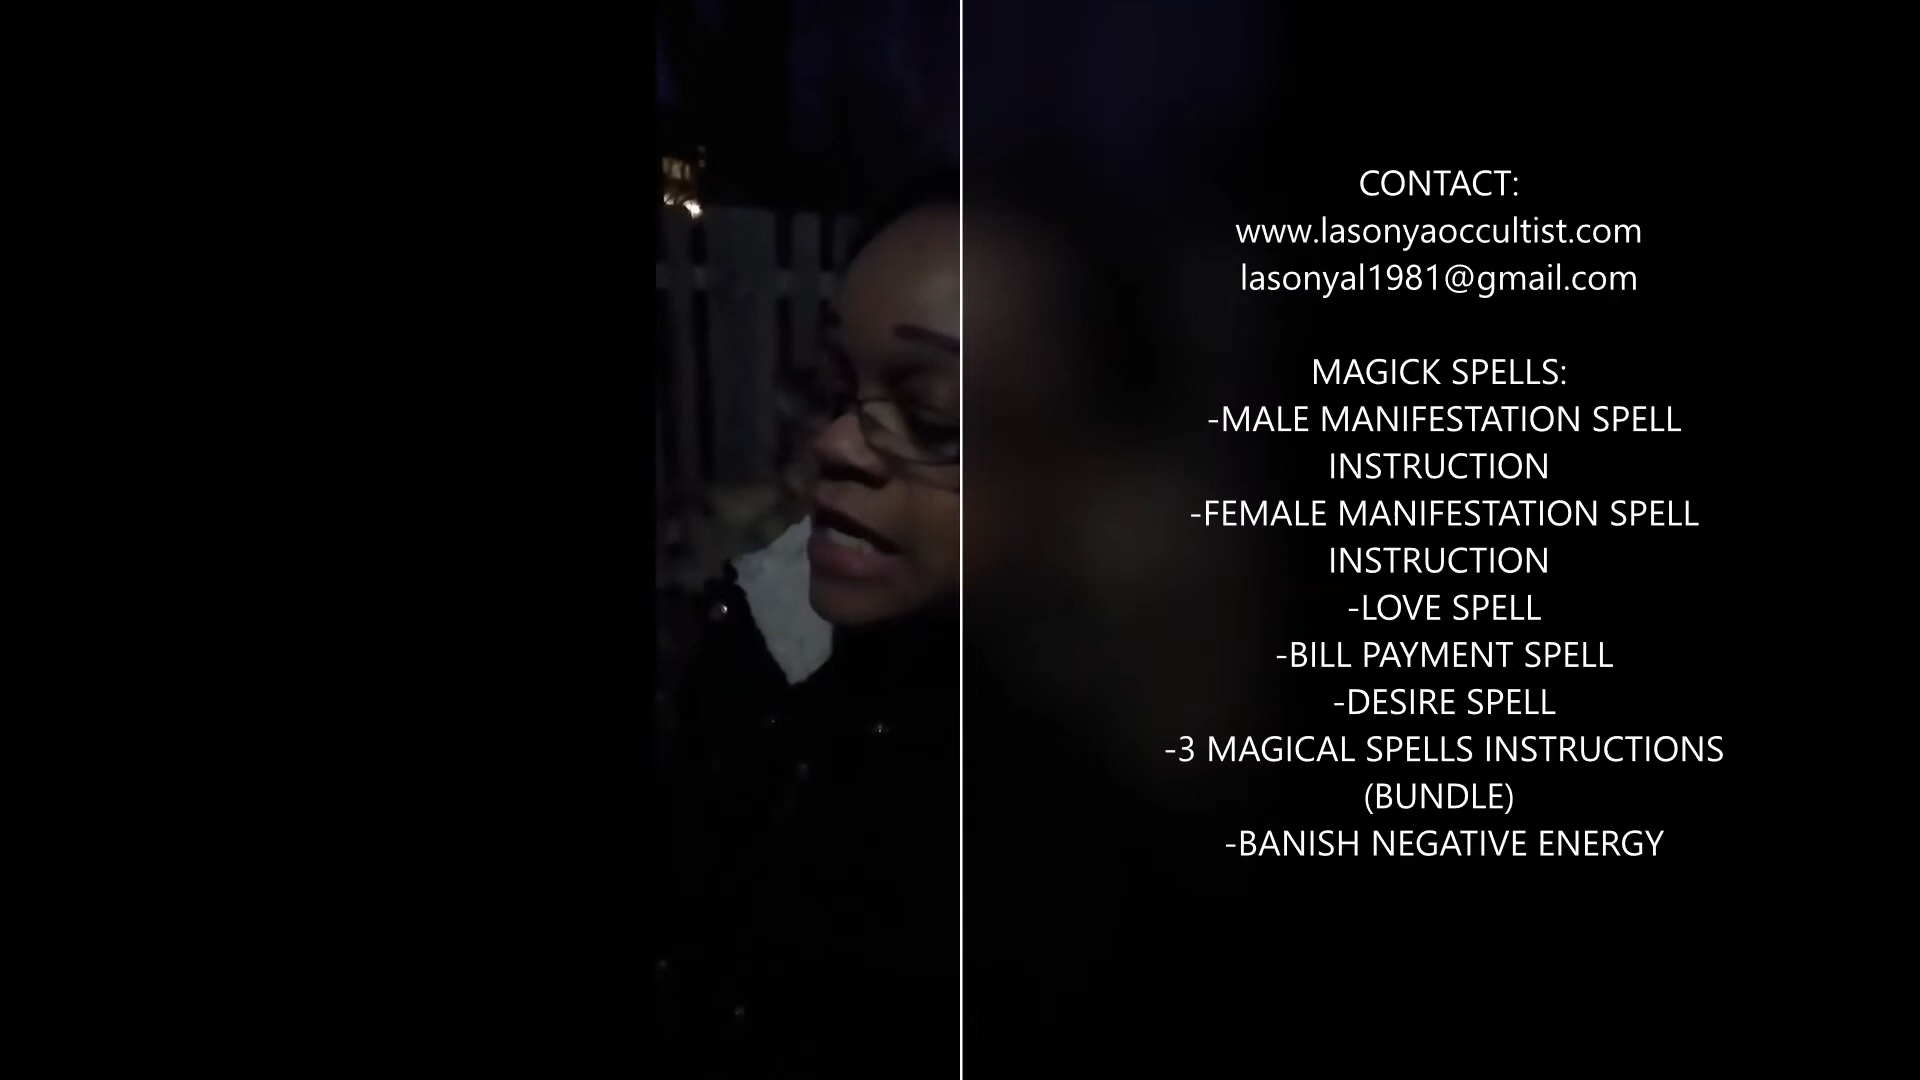 CONTACT:
www.lasonyaoccultist.com
lasonyal1981@gmail.com
MAGICK SPELLS:
-MALE MANIFESTATION SPELL
INSTRUCTION
-FEMALE MANIFESTATION SPELL
INSTRUCTION
-LOVE SPELL
-BILL PAYMENT SPELL
-DESIRE SPELL
-3 MAGICAL SPELLS INSTRUCTIONS
(BUNDLE)
-BANISH NEGATIVE ENERGY